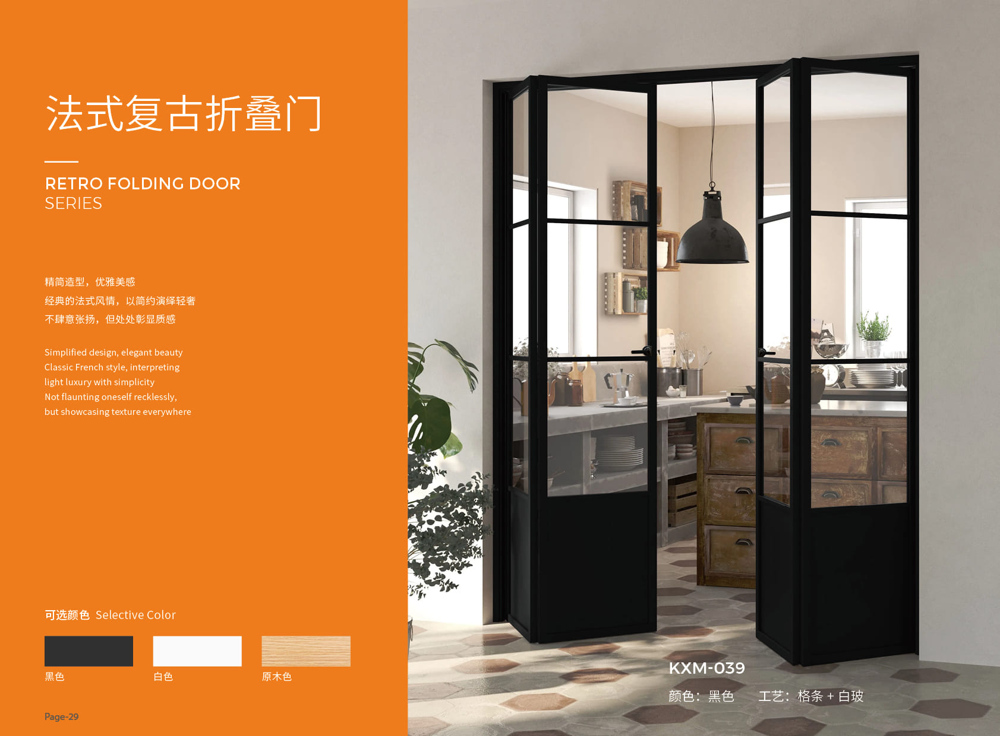 法式复古折叠门
RETRO FOLDING DOOR
SERIES
精简造型，优雅美感
经典的法式风情，以简约演绎轻奢
不肆意张扬，但处处彰显质感
Simplified design, elegant beauty
Classic French style, interpreting
light luxury with simplicity
Not flaunting oneself recklessly,
but showcasing texture everywhere
可选颜色 Selective Color
黑色 白色 原木色
Page-29
KXM-039
颜色：黑色 工艺：格条 + 白玻